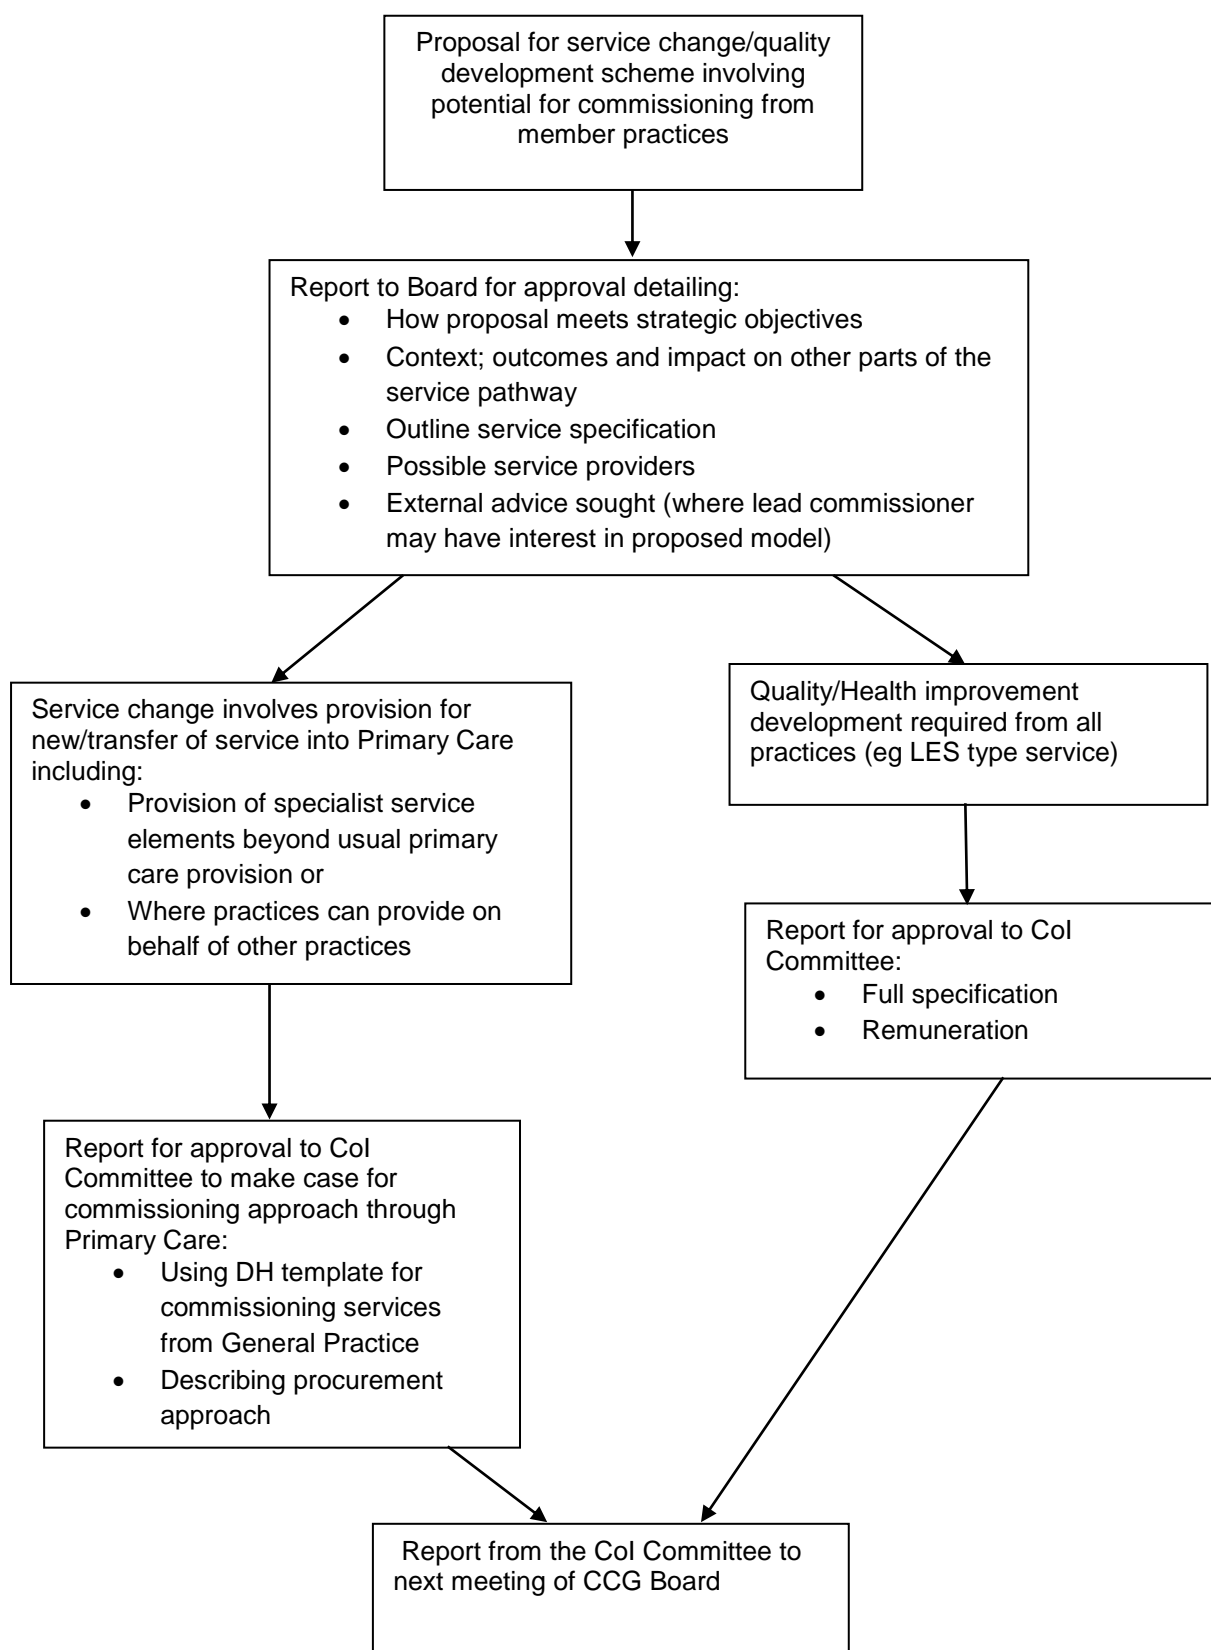 Proposal for service change/quality
development scheme involving
potential for commissioning from
member practices
Report to Board for approval detailing:
• How proposal meets strategic objectives
• Context; outcomes and impact on other parts of the
service pathway
• Outline service specification
• Possible service providers
• External advice sought (where lead commissioner
may have interest in proposed model)
Service change involves provision for
new/transfer of service into Primary Care
including:
• Provision of specialist service
elements beyond usual primary
care provision or
• Where practices can provide on
behalf of other practices
Quality/Health improvement
development required from all
practices (eg LES type service)
Report for approval to CoI
Committee:
• Full specification
• Remuneration
Report for approval to CoI
Committee to make case for
commissioning approach through
Primary Care:
• Using DH template for
commissioning services
from General Practice
• Describing procurement
approach
Report from the CoI Committee to
next meeting of CCG Board